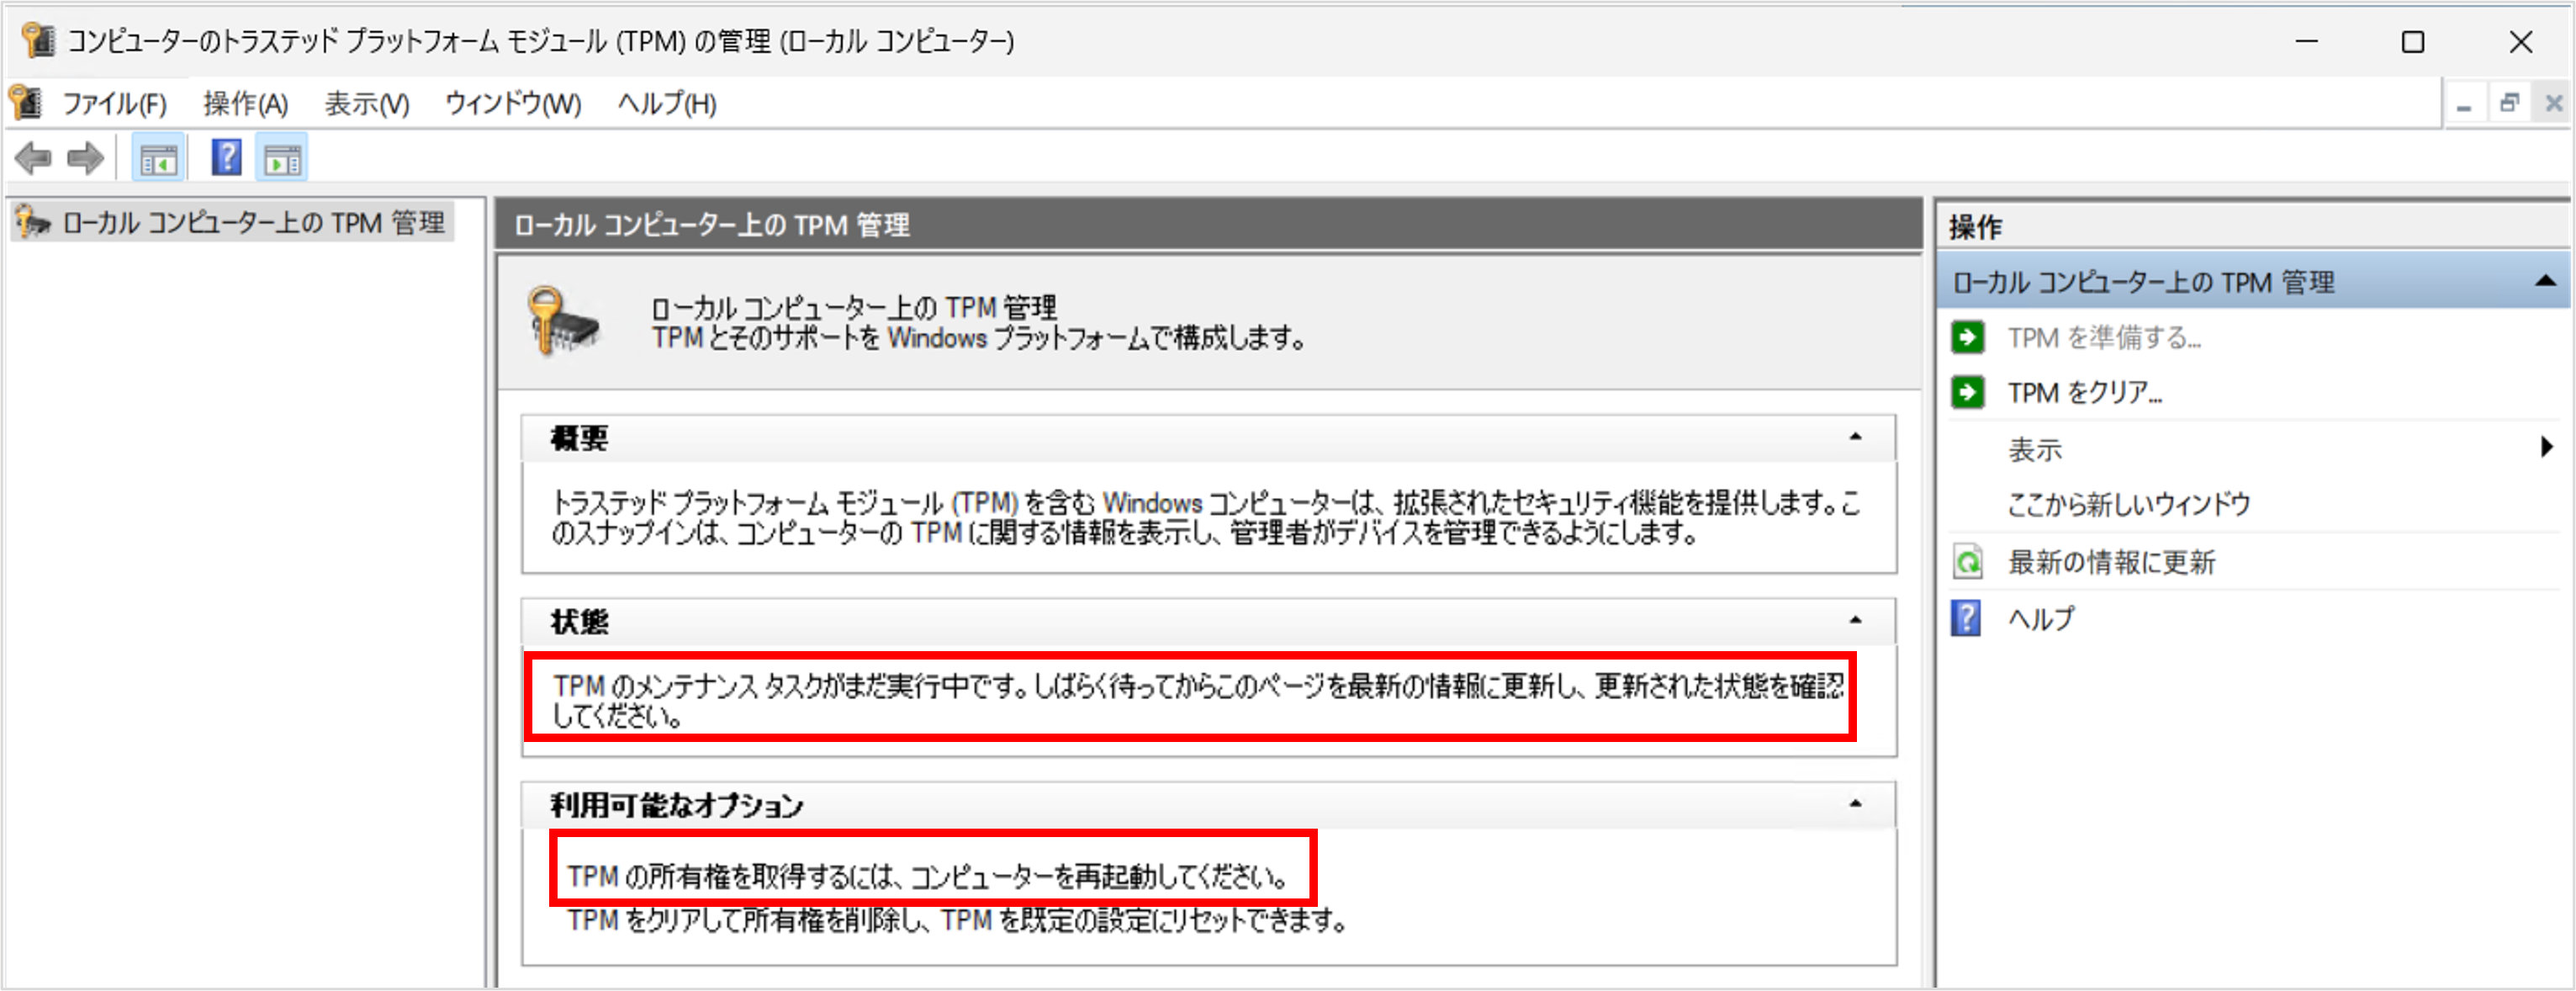 コンピューターのトラステッド プラットフォーム モジュール (TPM) の管理 (ローカル コンピューター)
ファイル(F) 操作(A) 表示(V) ウィンドウ(W) ヘルプ(H)
ローカル コンピューター上の TPM 管理
ローカル コンピューター上の TPM 管理
ローカル コンピューター上の TPM 管理
TPM とそのサポートを Windows プラットフォームで構成します。
概要
トラステッド プラットフォーム モジュール (TPM) を含む Windows コンピューターは、拡張されたセキュリティ機能を提供します。こ
のスナップインは、コンピューターの TPM に関する情報を表示し、管理者がデバイスを管理できるようにします。
状態
TPM のメンテナンス タスクがまだ実行中です。しばらく待ってからこのページを最新の情報に更新し、更新された状態を確認
してください。
利用可能なオプション
TPM の所有権を取得するには、コンピューターを再起動してください。
TPM をクリアして所有権を削除し、TPM を既定の設定にリセットできます。
操作
ローカル コンピューター上の TPM 管理
TPM を準備する...
TPM をクリア...
表示
ここから新しいウィンドウ
最新の情報に更新
ヘルプ